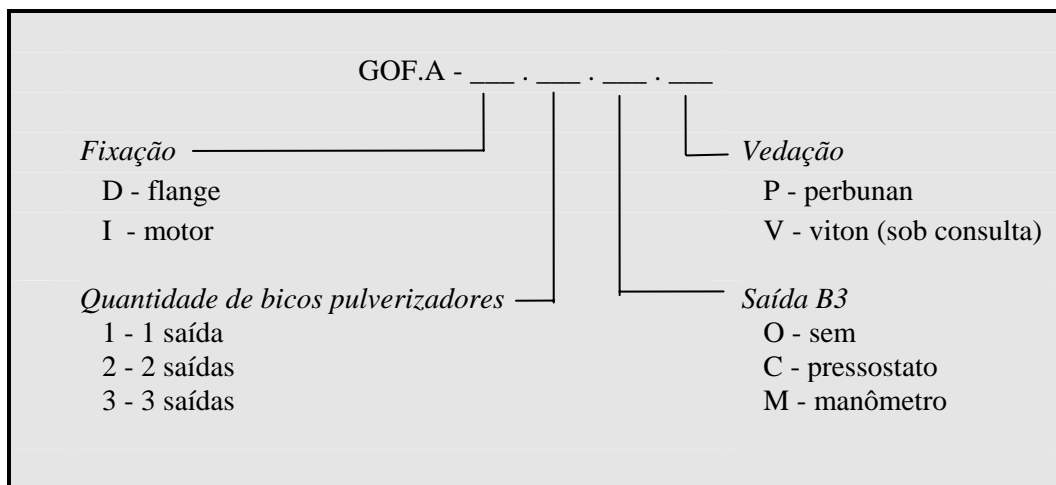 GOF.A - ___ . ___ . ___ . ___
Fixação
D - flange
I - motor
Quantidade de bicos pulverizadores
1 - 1 saída
2 - 2 saídas
3 - 3 saídas
Vedação
P - perbunan
V - viton (sob consulta)
Saída B3
O - sem
C - pressostato
M - manômetro